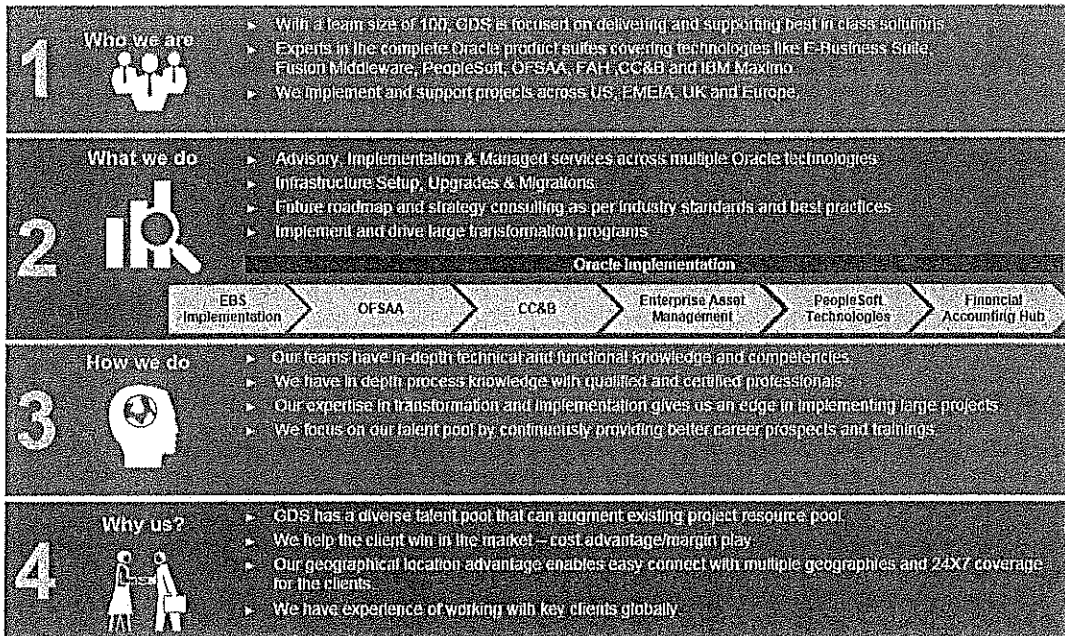 1
Who we are
► With a team size of 100, GDS is focused on delivering and supporting best in class solutions
► Experts in the complete Oracle product suites covering technologies like E-Business Suite,
Fusion Middleware, PeopleSoft, OFSAA, FAH ,CC&B and IBM Maximo
► We implement and support projects across US, EMEIA, UK and Europe
2
What we do
► Advisory, Implementation & Managed services across multiple Oracle technologies
► Infrastructure Setup, Upgrades & Migrations
► Future roadmap and strategy consulting as per industry standards and best practices
► Implement and drive large transformation programs
Oracle Implementation
EBS
-Implementation
OFSAA
CC&B
Enterprise Asset
Management
PeopleSoft
Technologies
Financial
Accounting Hub
3
How we do
► Our teams have in-depth technical and functional knowledge and competencies
► We have in depth process knowledge with qualified and certified professionals
► Our expertise in transformation and implementation gives us an edge in implementing large projects
► We focus on our talent pool by continuously providing better career prospects and trainings
4
Why us?
► GDS has a diverse talent pool that can augment existing project resource pool
► We help the client win in the market – cost advantage/margin play
► Our geographical location advantage enables easy connect with multiple geographies and 24X7 coverage
for the clients
► We have experience of working with key clients globally